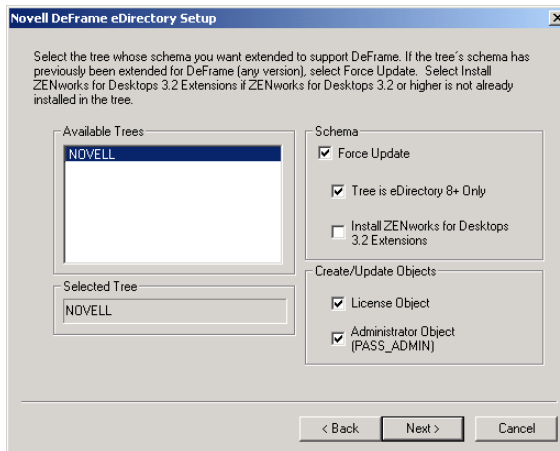 Novell DeFrame eDirectory Setup
Select the tree whose schema you want extended to support DeFrame. If the tree's schema has
previously been extended for DeFrame (any version), select Force Update. Select Install
ZENworks for Desktops 3.2 Extensions if ZENworks for Desktops 3.2 or higher is not already
installed in the tree.
Available Trees
NOVELL
Selected Tree
NOVELL
Schema
Force Update
Tree is eDirectory 8+ Only
Install ZENworks for Desktops
3.2 Extensions
Create/Update Objects
License Object
Administrator Object
(PASS_ADMIN)
< Back
Next >
Cancel